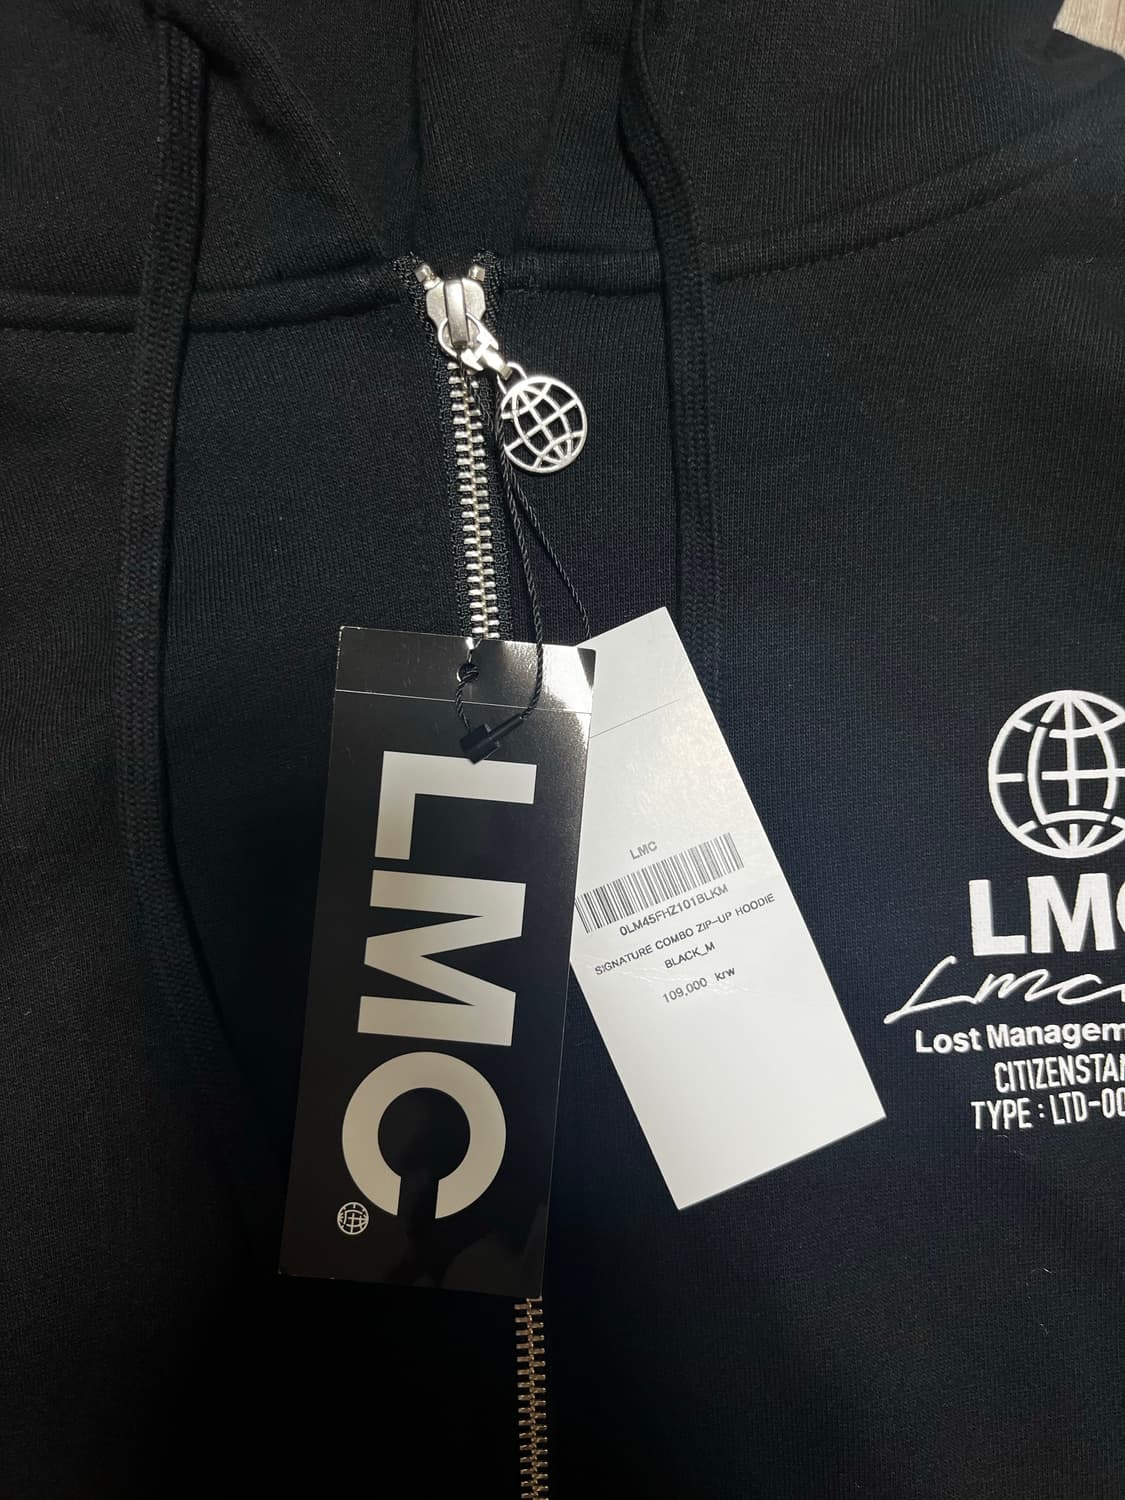 LMC
LMC
0LM45FHZ101BLKM
SIGNATURE COMBO ZIP-UP HOODIE
BLACK_M
109,000 krw
LMC
Lmc
Lost Managem
CITIZENSTAN
TYPE : LTD-00